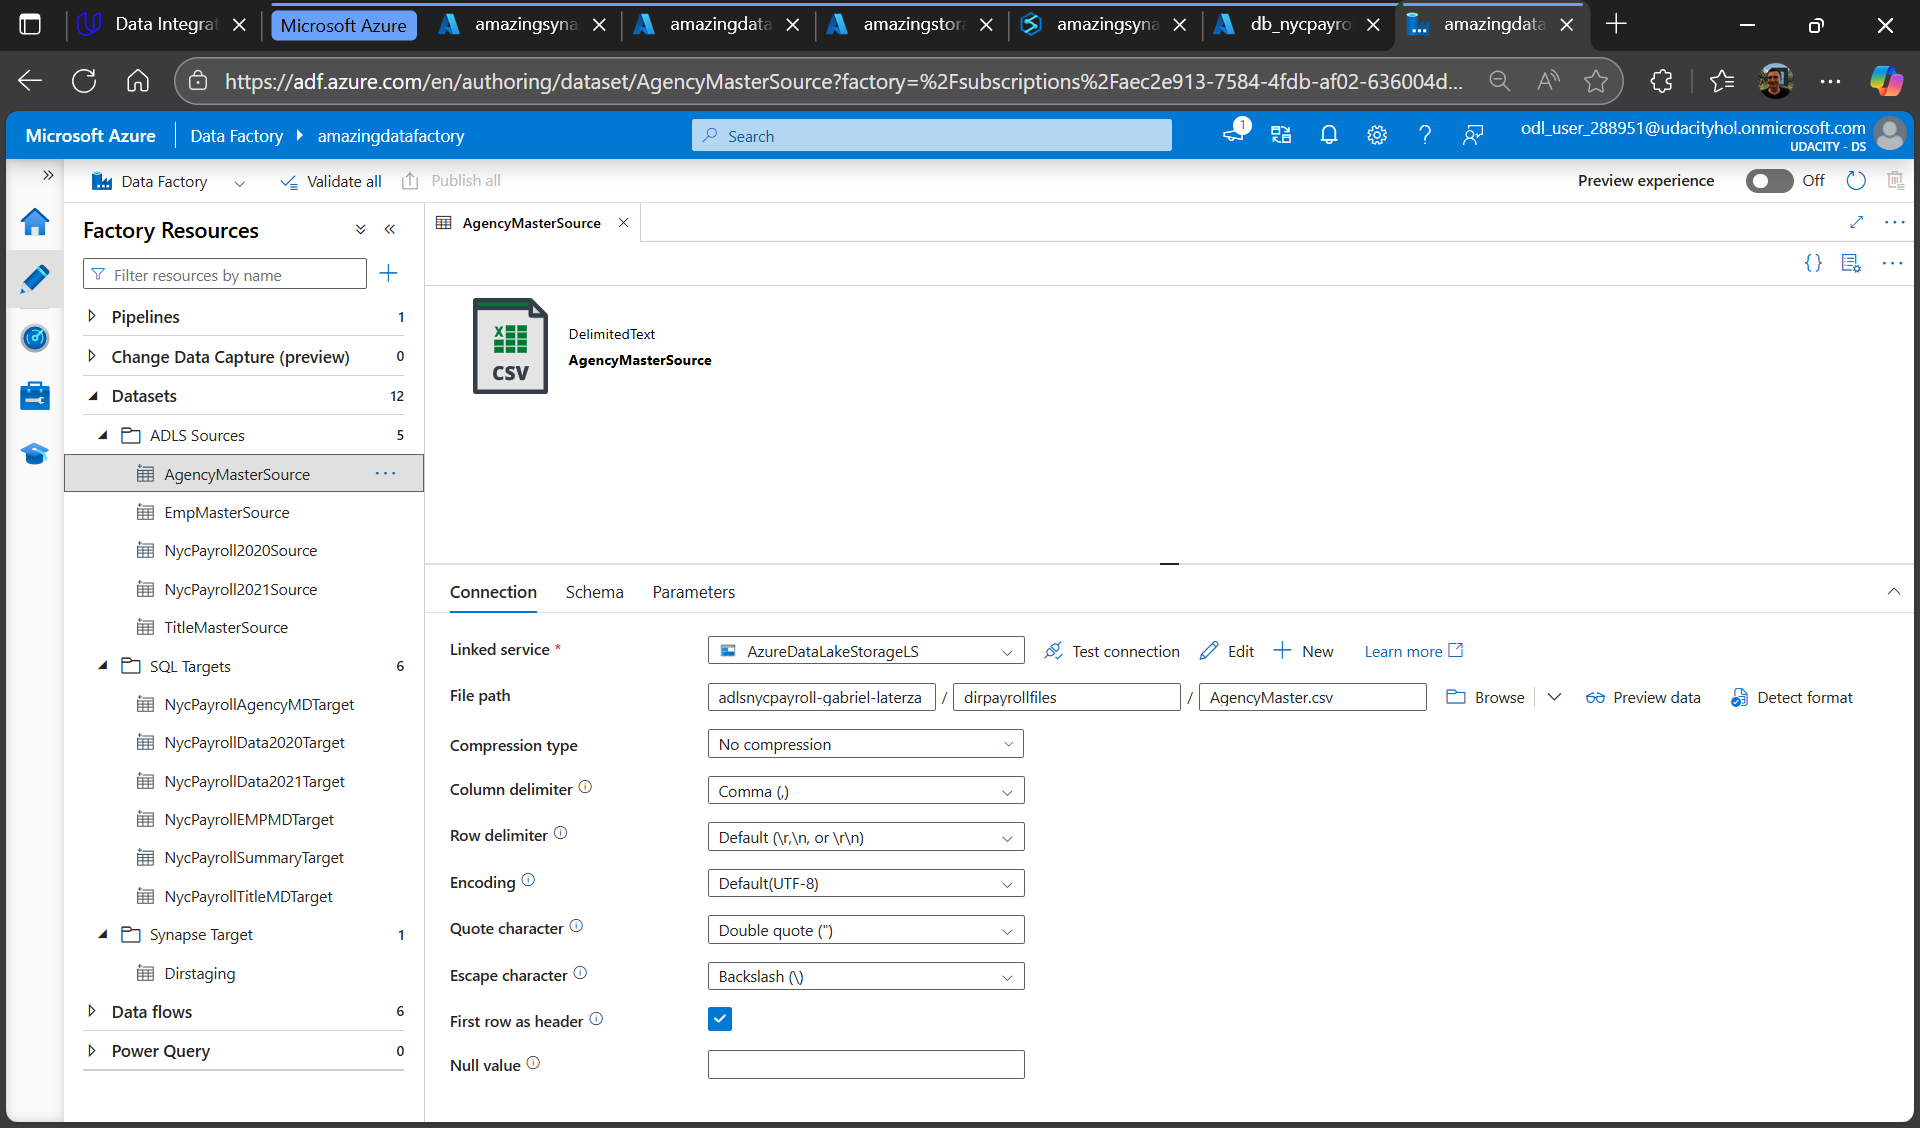 Data Integrat
Microsoft Azure
amazingsyna
amazingdata
amazingstora
amazingsyna
db_nycpayro
amazingdata
https://adf.azure.com/en/authoring/dataset/AgencyMasterSource?factory=%2Fsubscriptions%2Faec2e913-7584-4fdb-af02-636004d...
Microsoft Azure
Data Factory
amazingdatafactory
Search
1
odl_user_288951@udacityhol.onmicrosoft.com
UDACITY - DS
Data Factory
Validate all
Publish all
Preview experience
Off
Factory Resources
Filter resources by name
Pipelines 1
Change Data Capture (preview) 0
Datasets 12
ADLS Sources 5
AgencyMasterSource
EmpMasterSource
NycPayroll2020Source
NycPayroll2021Source
TitleMasterSource
SQL Targets 6
NycPayrollAgencyMDTarget
NycPayrollData2020Target
NycPayrollData2021Target
NycPayrollEMPMDTarget
NycPayrollSummaryTarget
NycPayrollTitleMDTarget
Synapse Target 1
Dirstaging
Data flows 6
Power Query 0
AgencyMasterSource
CSV
DelimitedText
AgencyMasterSource
Connection
Schema
Parameters
Linked service * AzureDataLakeStorageLS Test connection Edit New Learn more
File path adlsnycpayroll-gabriel-laterza / dirpayrollfiles / AgencyMaster.csv Browse Preview data Detect format
Compression type No compression
Column delimiter Comma (,)
Row delimiter Default (\r,\n, or \r\n)
Encoding Default(UTF-8)
Quote character Double quote (")
Escape character Backslash (\)
First row as header
Null value